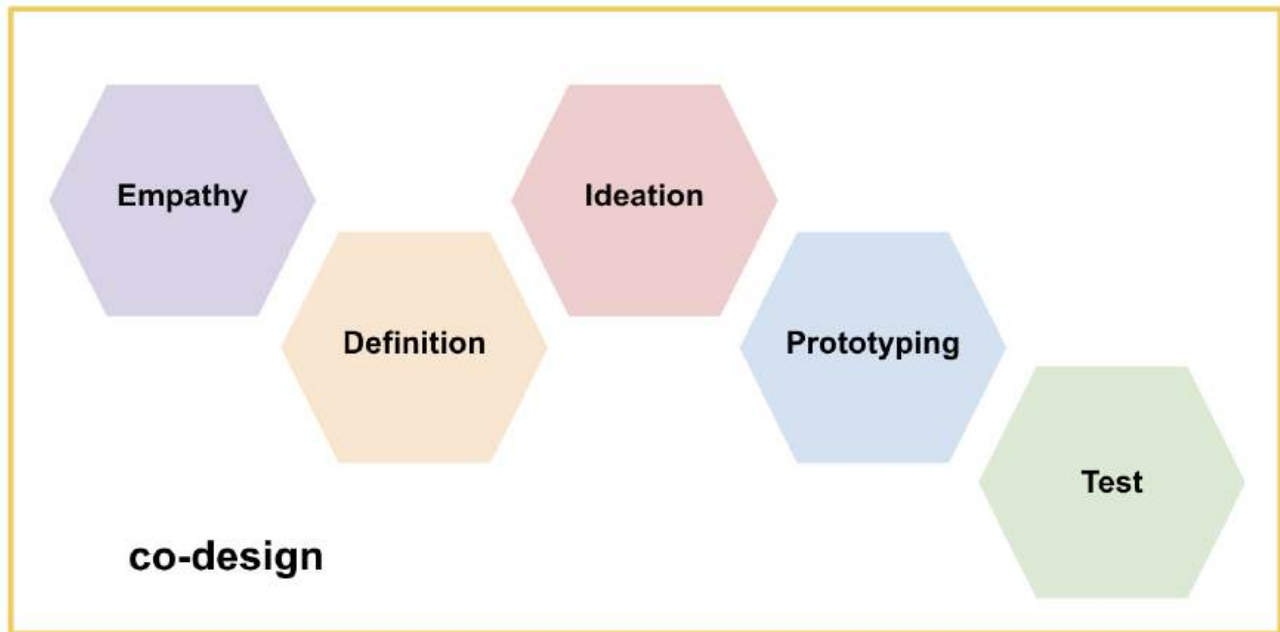 Empathy
Definition
Ideation
Prototyping
Test
co-design